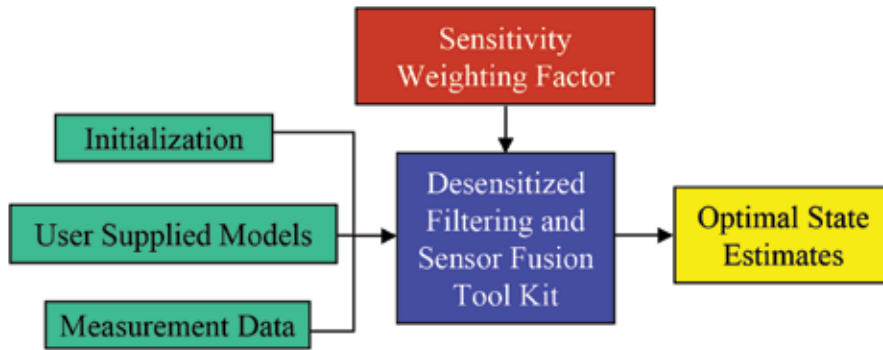 Sensitivity
Weighting Factor
Initialization
User Supplied Models
Measurement Data
Desensitized
Filtering and
Sensor Fusion
Tool Kit
Optimal State
Estimates